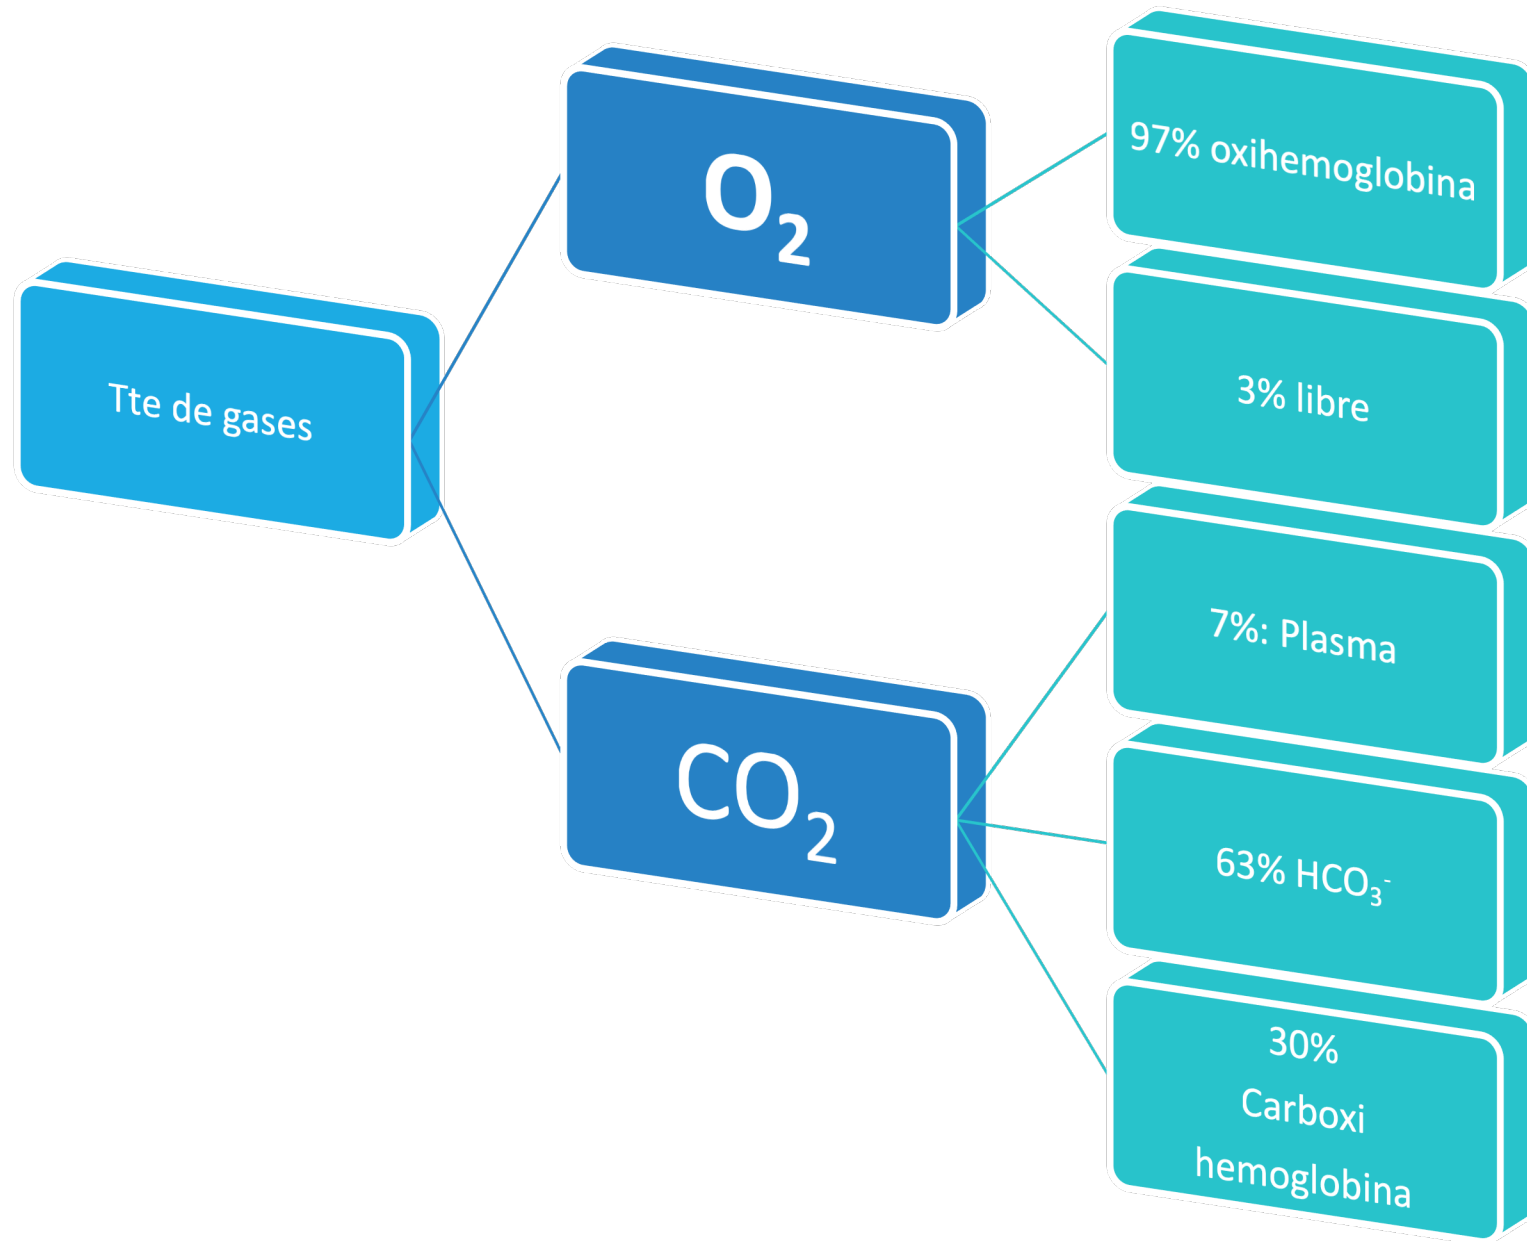 Tte de gases
O₂
97% oxihemoglobina
3% libre
CO₂
7%: Plasma
63% HCO₃⁻
30%
Carboxi
hemoglobina